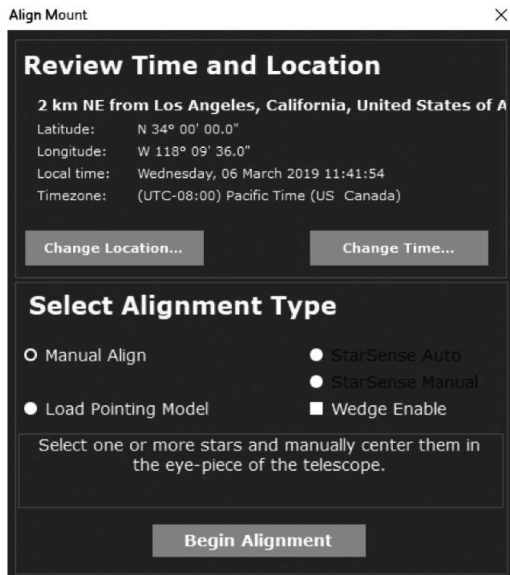 Align Mount
Review Time and Location
2 km NE from Los Angeles, California, United States of A
Latitude: N 34° 00' 00.0"
Longitude: W 118° 09' 36.0"
Local time: Wednesday, 06 March 2019 11:41:54
Timezone: (UTC-08:00) Pacific Time (US Canada)
Change Location... Change Time...
Select Alignment Type
Manual Align StarSense Auto
StarSense Manual
Load Pointing Model Wedge Enable
Select one or more stars and manually center them in
the eye-piece of the telescope.
Begin Alignment